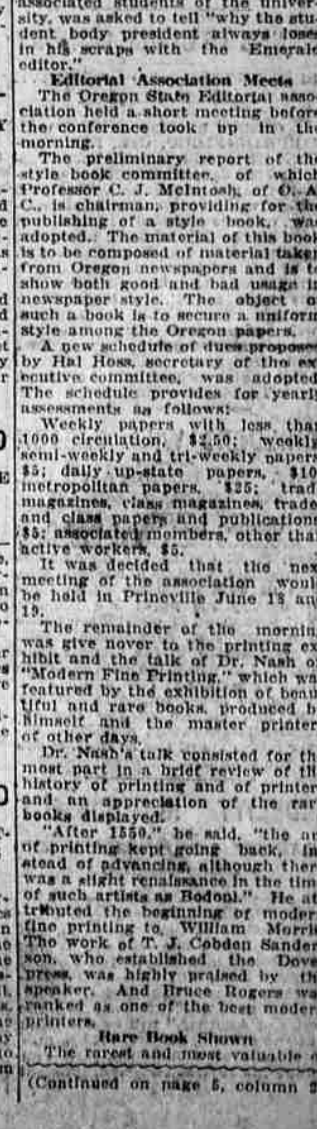 associated students of the univer-
sity, was asked to tell "why the stu-
dent body president always loses
in his scraps with the Emerald
editor."
Editorial Association Meets
The Oregon State Editorial asso-
ciation held a short meeting before
the conference took up in the
morning.
The preliminary report of the
style book committee, of which
Professor C. J. McIntosh, of O. A.
C., is chairman, providing for the
publishing of a style book, was
adopted. The material of this book
is to be composed of material taken
from Oregon newspapers and is to
show both good and bad usage in
newspaper style. The object of
such a book is to secure a uniform
style among the Oregon papers.
A new schedule of dues proposed
by Hal Hoss, secretary of the ex-
ecutive committee, was adopted.
The schedule provides for yearly
assessments as follows:
Weekly papers with less than
1000 circulation, $2.50; weekly,
semi-weekly and tri-weekly papers
$5; daily up-state papers, $10;
metropolitan papers, $25; trade
magazines, class magazines, trade
and class papers and publications
$5; associated members, other than
active workers, $5.
It was decided that the next
meeting of the association would
be held in Prineville June 18 and
19.
The remainder of the morning
was give nover to the printing ex-
hibit and the talk of Dr. Nash on
"Modern Fine Printing," which was
featured by the exhibition of beau-
tiful and rare books, produced by
himself and the master printers
of other days.
Dr. Nash's talk consisted for the
most part in a brief review of the
history of printing and of printers
and an appreciation of the rare
books displayed.
"After 1550," he said, "the art
of printing kept going back, in-
stead of advancing, although there
was a slight renaissance in the time
of such artists as Bodoni." He at-
tributed the beginning of modern
fine printing to William Morris.
The work of T. J. Cobden Sander-
son, who established the Doves
press, was highly praised by the
speaker. And Bruce Rogers was
ranked as one of the best modern
printers.
Rare Book Shown
The rarest and most valuable
(Continued on page 5, column